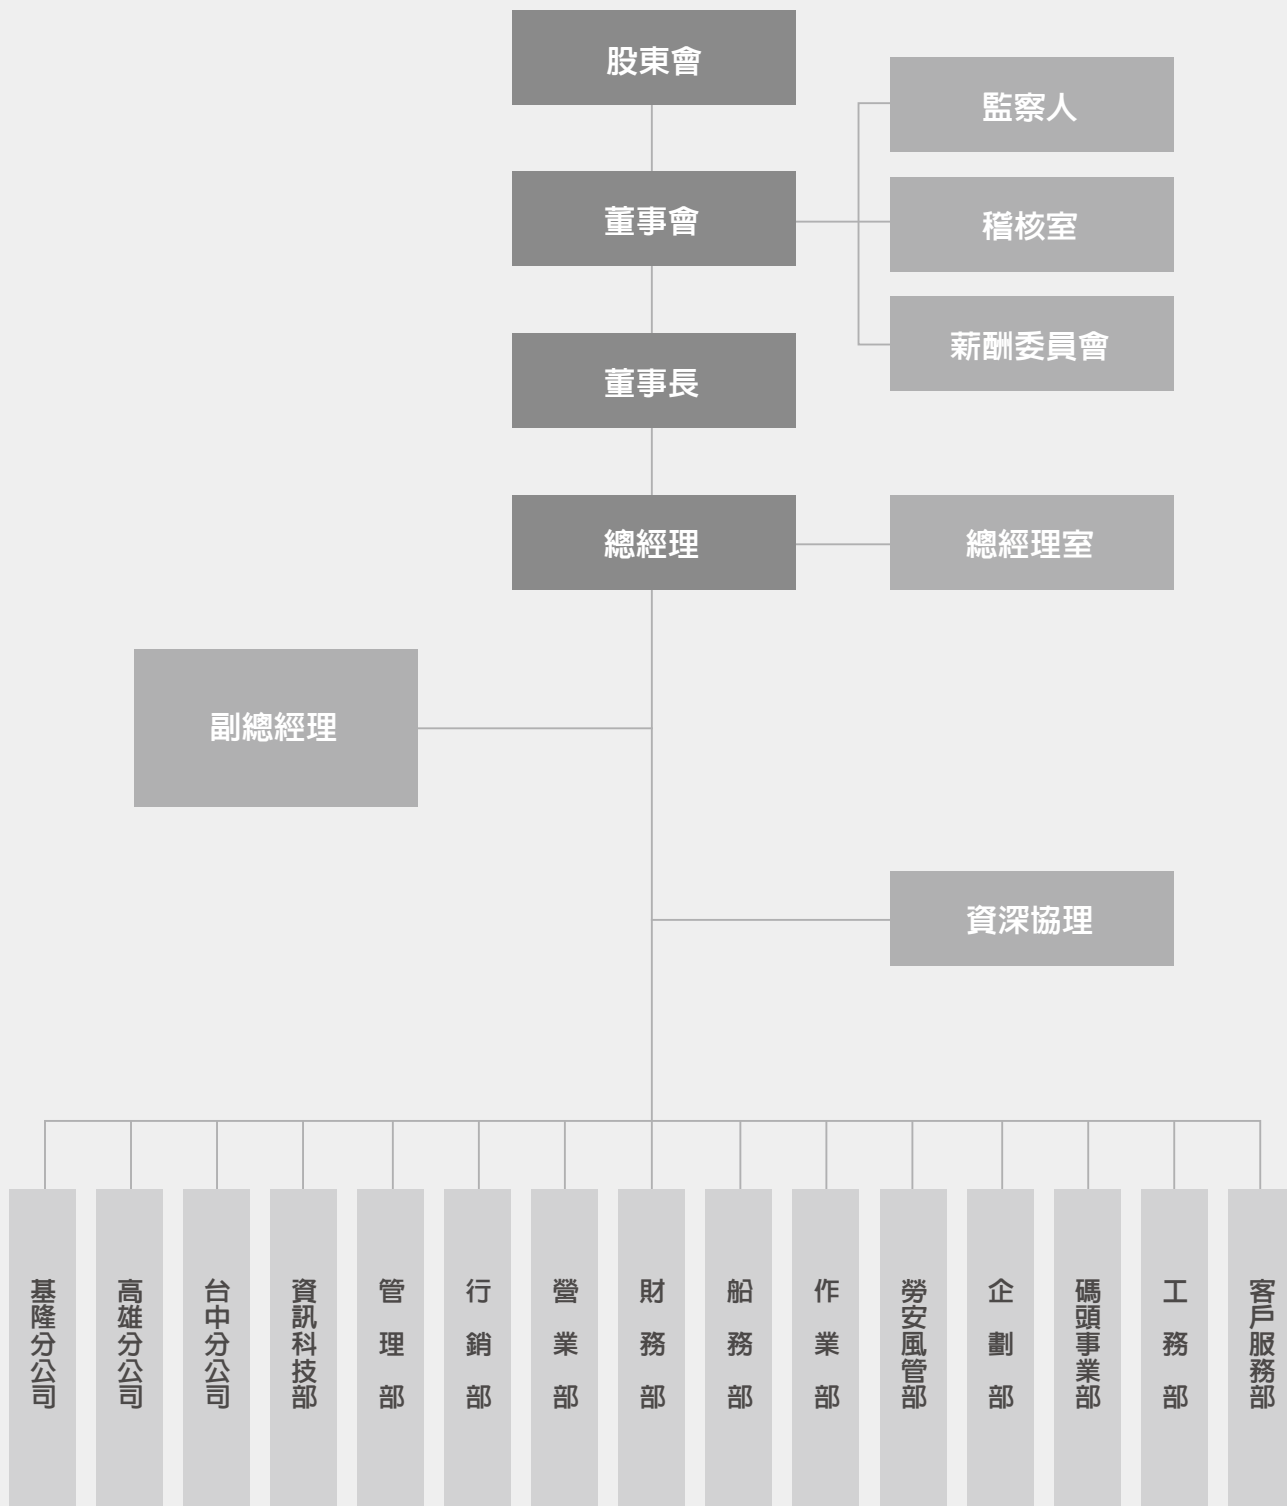 股東會
監察人
董事會
稽核室
薪酬委員會
董事長
總經理
總經理室
副總經理
資深協理
基隆分公司
高雄分公司
台中分公司
資訊科技部
管理部
行銷部
營業部
財務部
船務部
作業部
勞安風管部
企劃部
碼頭事業部
工務部
客戶服務部